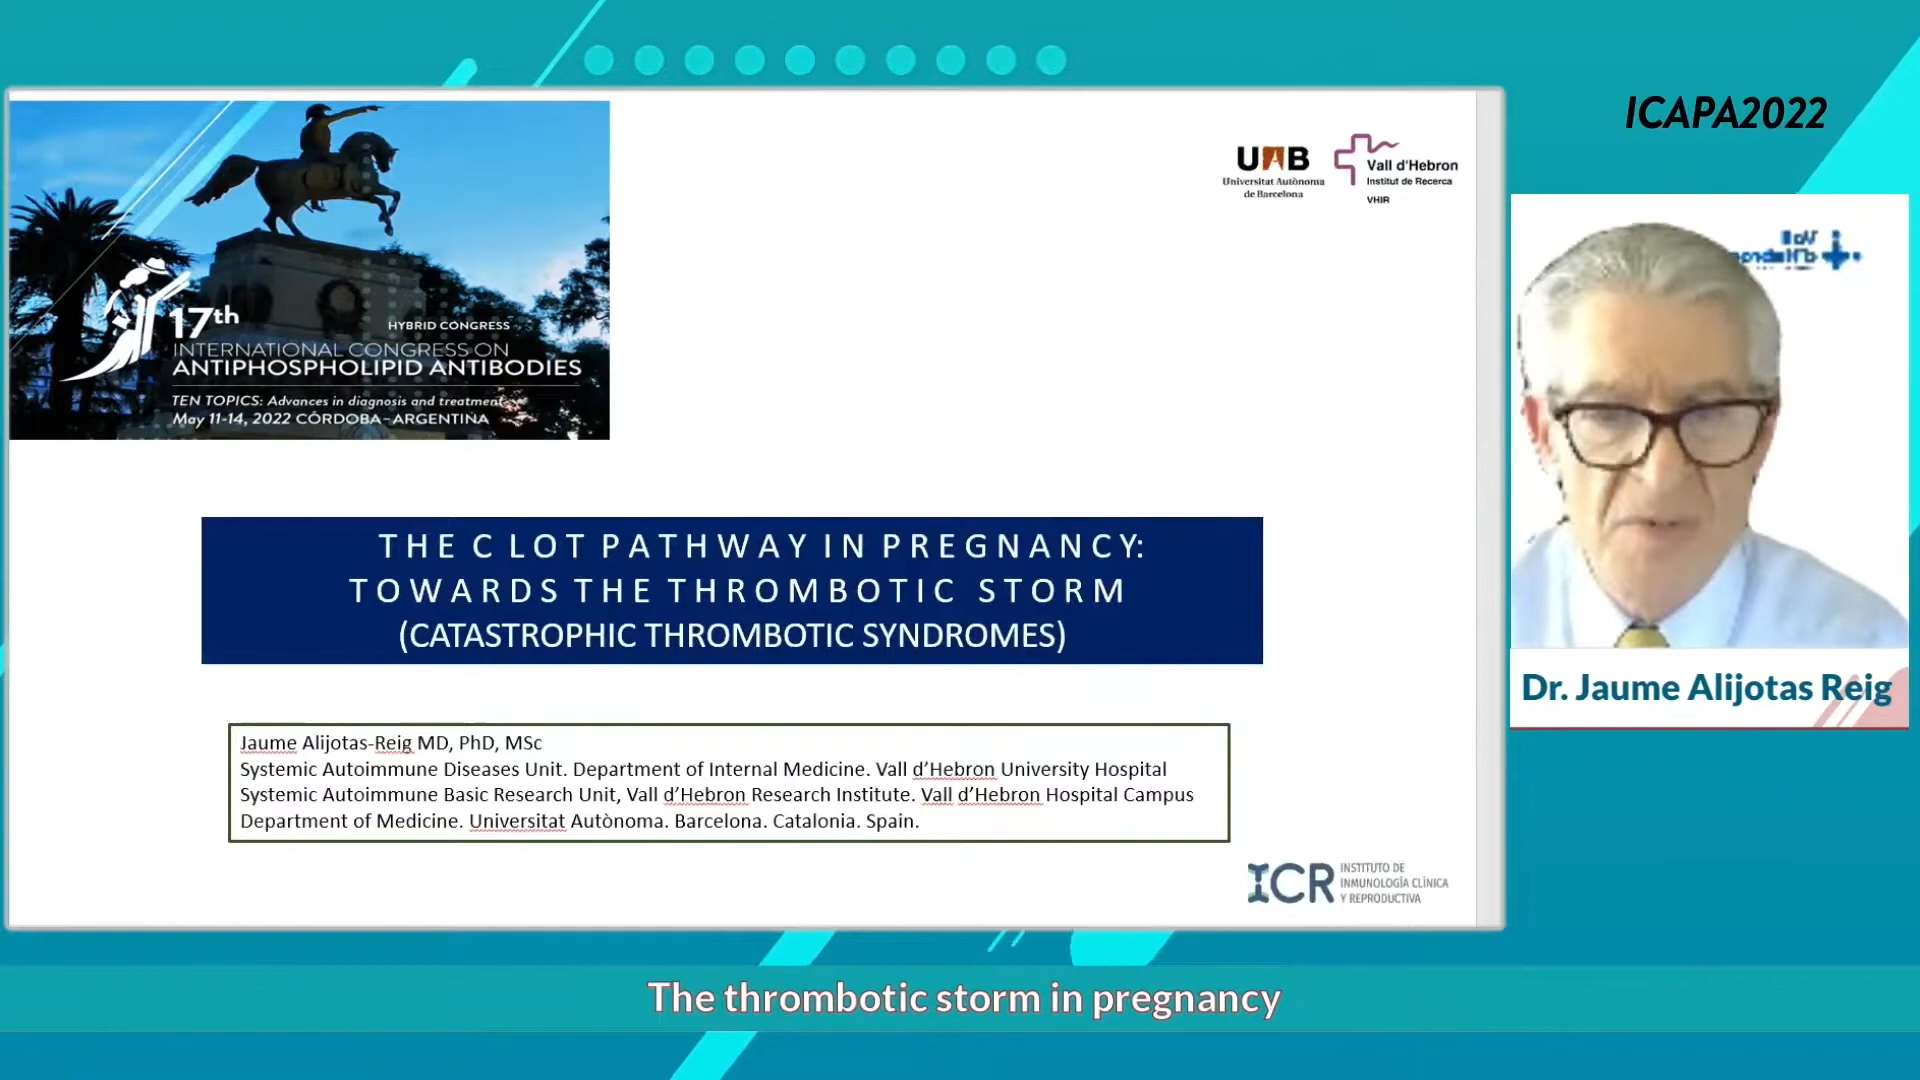 ICAPA2022
UAB
Universitat Autònoma
de Barcelona
Vall d'Hebron
Institut de Recerca
VHIR
17th
HYBRID CONGRESS
INTERNATIONAL CONGRESS ON
ANTIPHOSPHOLIPID ANTIBODIES
TEN TOPICS: Advances in diagnosis and treatment
May 11-14, 2022 CÓRDOBA-ARGENTINA
THE CLOT PATHWAY IN PREGNANCY:
TOWARDS THE THROMBOTIC STORM
(CATASTROPHIC THROMBOTIC SYNDROMES)
Dr. Jaume Alijotas Reig
Jaume Alijotas-Reig MD, PhD, MSc
Systemic Autoimmune Diseases Unit. Department of Internal Medicine. Vall d’Hebron University Hospital
Systemic Autoimmune Basic Research Unit, Vall d’Hebron Research Institute. Vall d’Hebron Hospital Campus
Department of Medicine. Universitat Autònoma. Barcelona. Catalonia. Spain.
ICR
INSTITUTO DE
INMUNOLOGÍA CLÍNICA
Y REPRODUCTIVA
The thrombotic storm in pregnancy